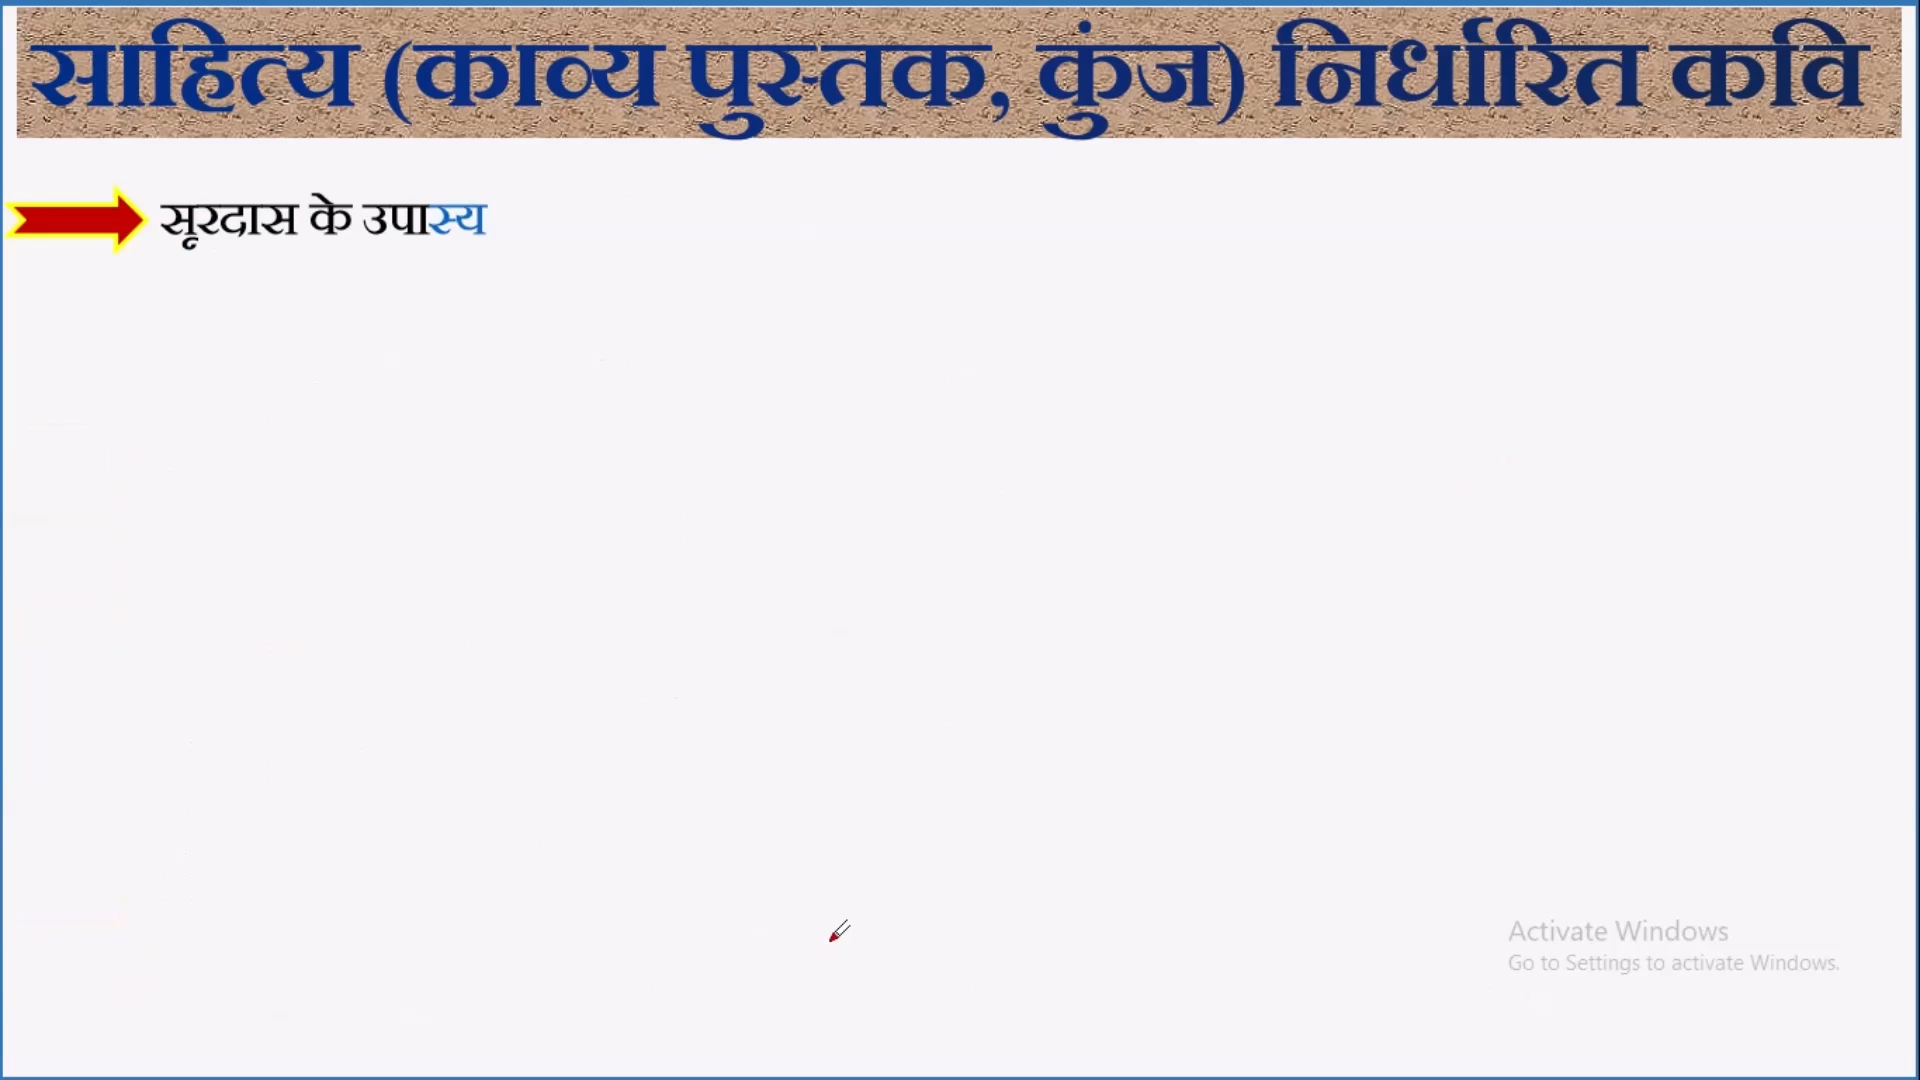 साहित्य (काव्य पुस्तक, कुंज) निर्धारित कवि
सूरदास के उपास्य
Activate Windows
Go to Settings to activate Windows.